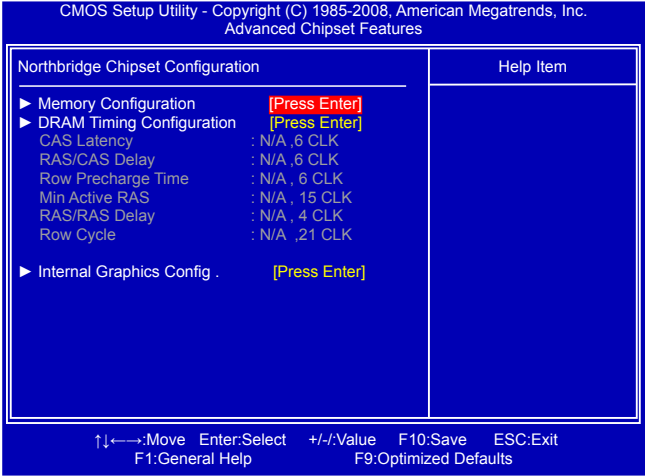 CMOS Setup Utility - Copyright (C) 1985-2008, American Megatrends, Inc.
Advanced Chipset Features
Northbridge Chipset Configuration
Help Item
► Memory Configuration [Press Enter]
► DRAM Timing Configuration [Press Enter]
CAS Latency : N/A ,6 CLK
RAS/CAS Delay : N/A ,6 CLK
Row Precharge Time : N/A , 6 CLK
Min Active RAS : N/A , 15 CLK
RAS/RAS Delay : N/A , 4 CLK
Row Cycle : N/A ,21 CLK
► Internal Graphics Config . [Press Enter]
↑↓←→:Move Enter:Select +/-/:Value F10:Save ESC:Exit
F1:General Help F9:Optimized Defaults